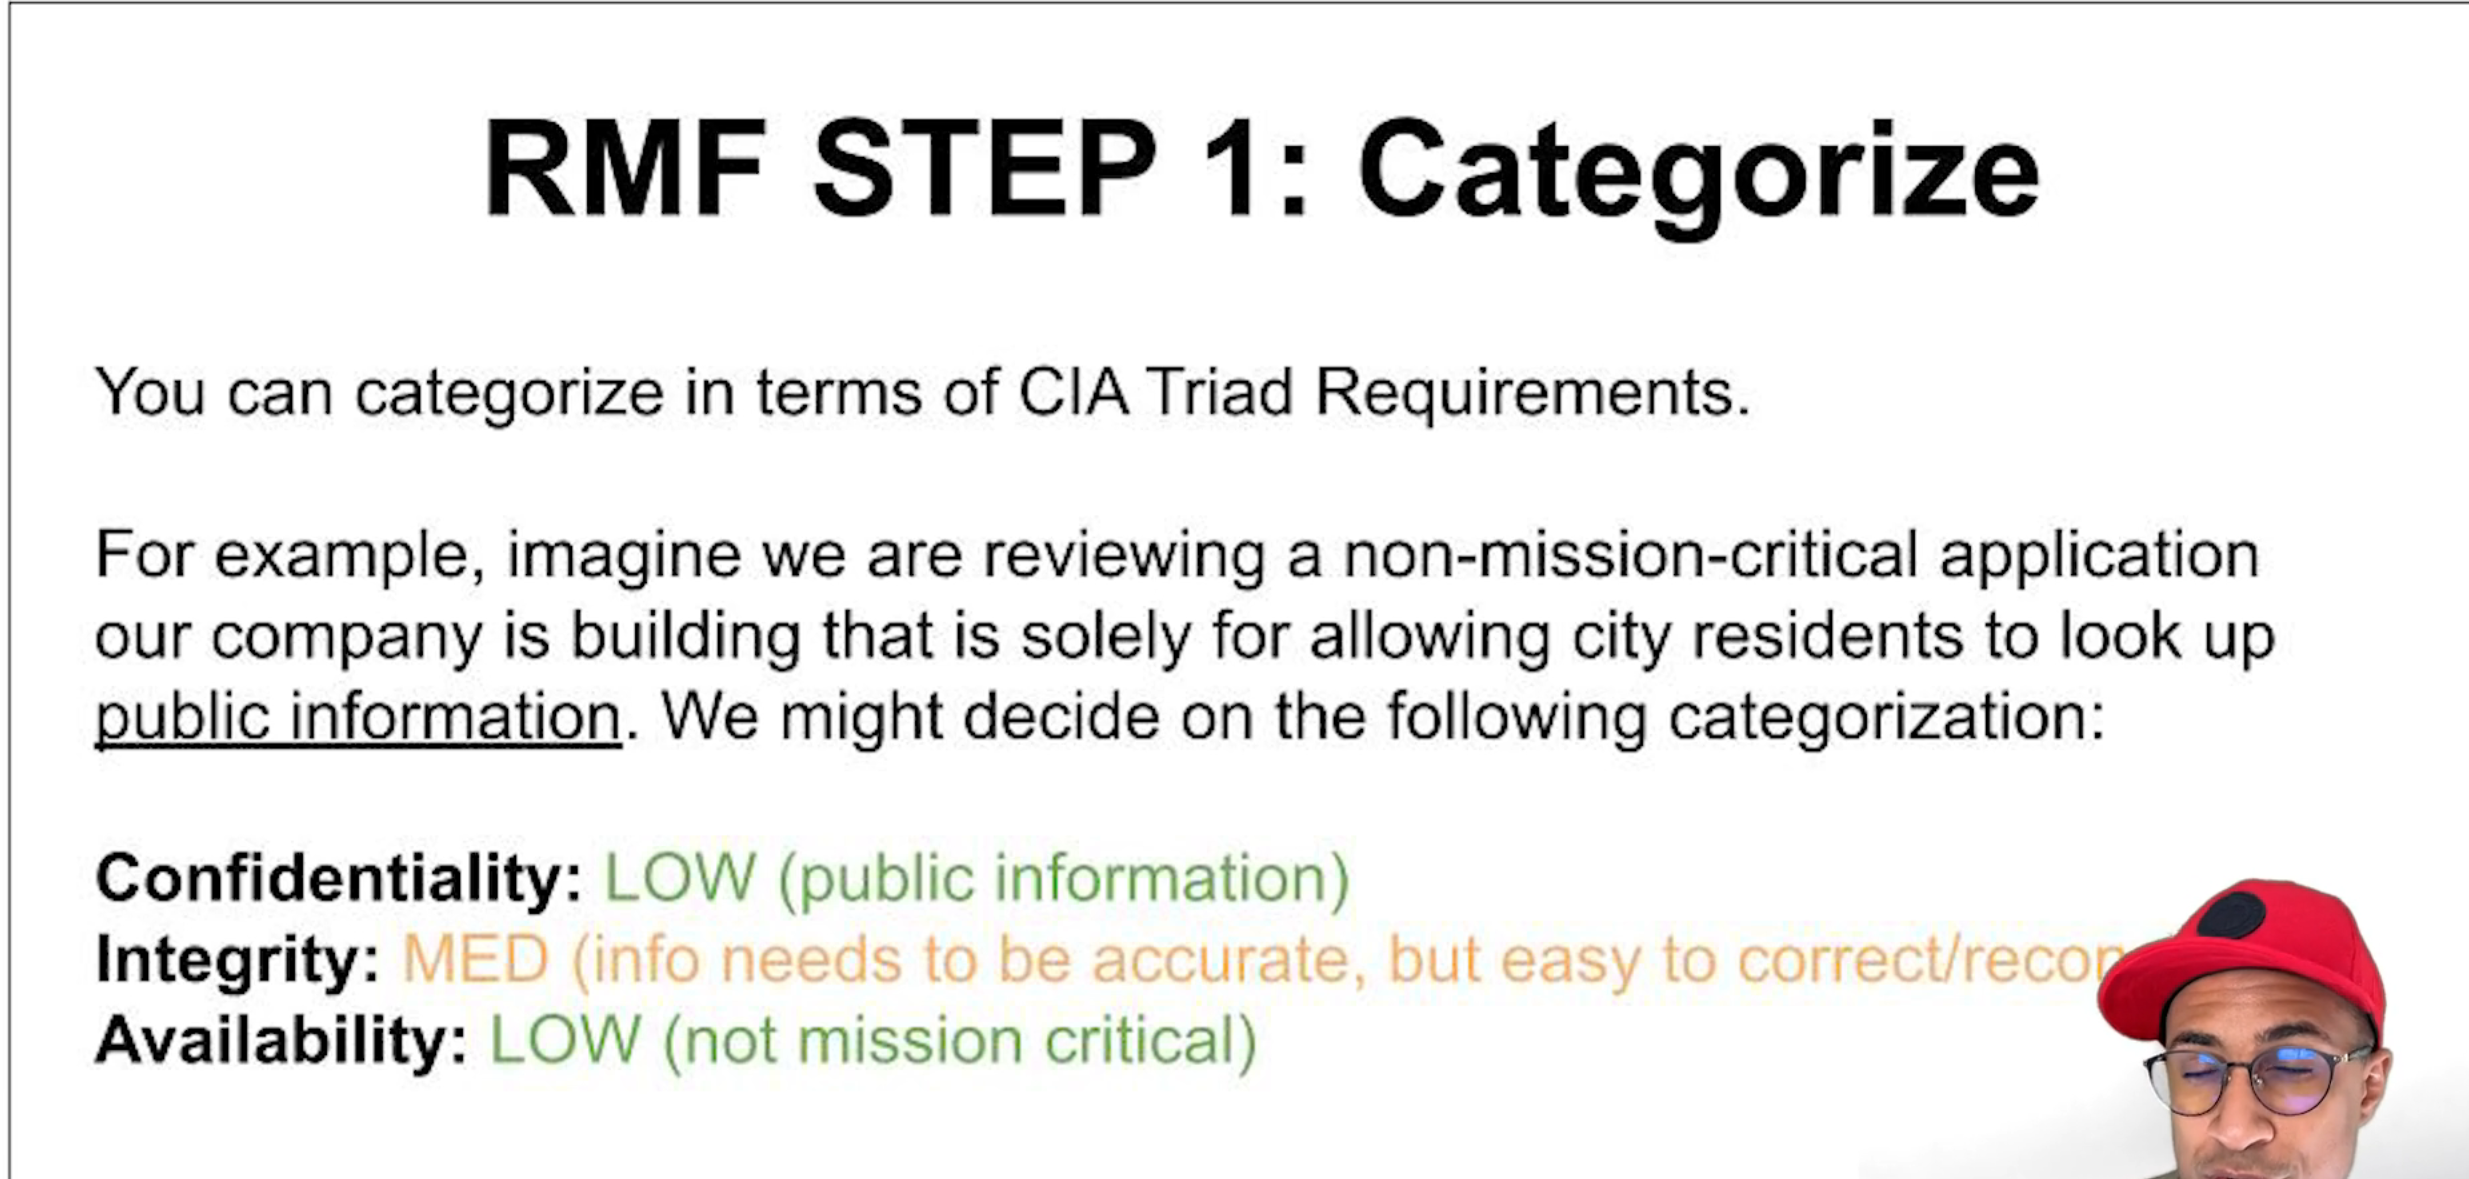 RMF STEP 1: Categorize
You can categorize in terms of CIA Triad Requirements.
For example, imagine we are reviewing a non-mission-critical application
our company is building that is solely for allowing city residents to look up
public information. We might decide on the following categorization:
Confidentiality: LOW (public information)
Integrity: MED (info needs to be accurate, but easy to
Availability: LOW (not mission critical)